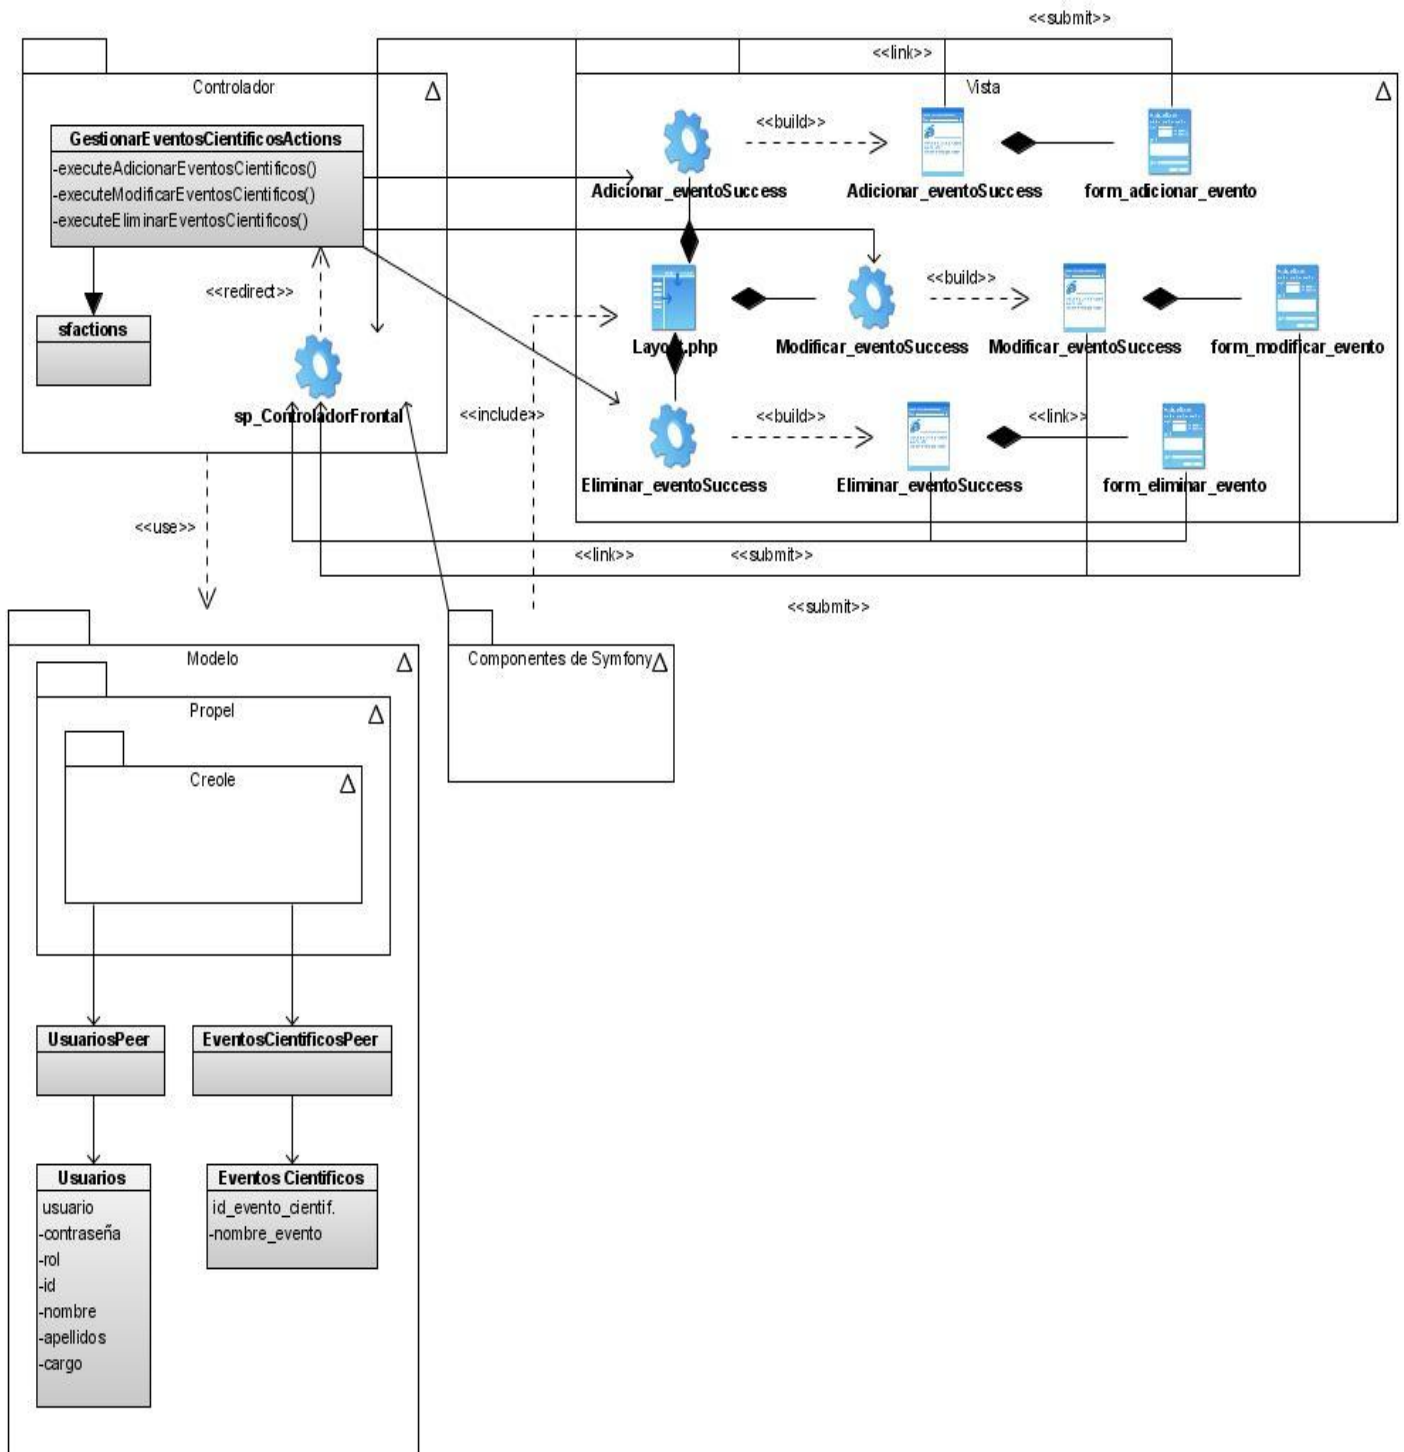 <<submit>>
<<link>>
Controlador
Vista
GestionarEventosCientificosActions
-executeAdicionarEventosCientificos()
-executeModificarEventosCientificos()
-executeEliminarEventosCientificos()
<<build>>
Adicionar_eventoSuccess
Adicionar_eventoSuccess
form_adicionar_evento
<<redirect>>
<<build>>
sfactions
Layout.php
Modificar_eventoSuccess
Modificar_eventoSuccess
form_modificar_evento
sp_ControladorFrontal
<<include>>
<<build>>
<<link>>
Eliminar_eventoSuccess
Eliminar_eventoSuccess
form_eliminar_evento
<<use>>
<<link>>
<<submit>>
<<submit>>
Modelo
Componentes de Symfony
Propel
Creole
UsuariosPeer
EventosCientificosPeer
Usuarios
usuario
-contraseña
-rol
-id
-nombre
-apellidos
-cargo
Eventos Cientificos
id_evento_cientif.
-nombre_evento